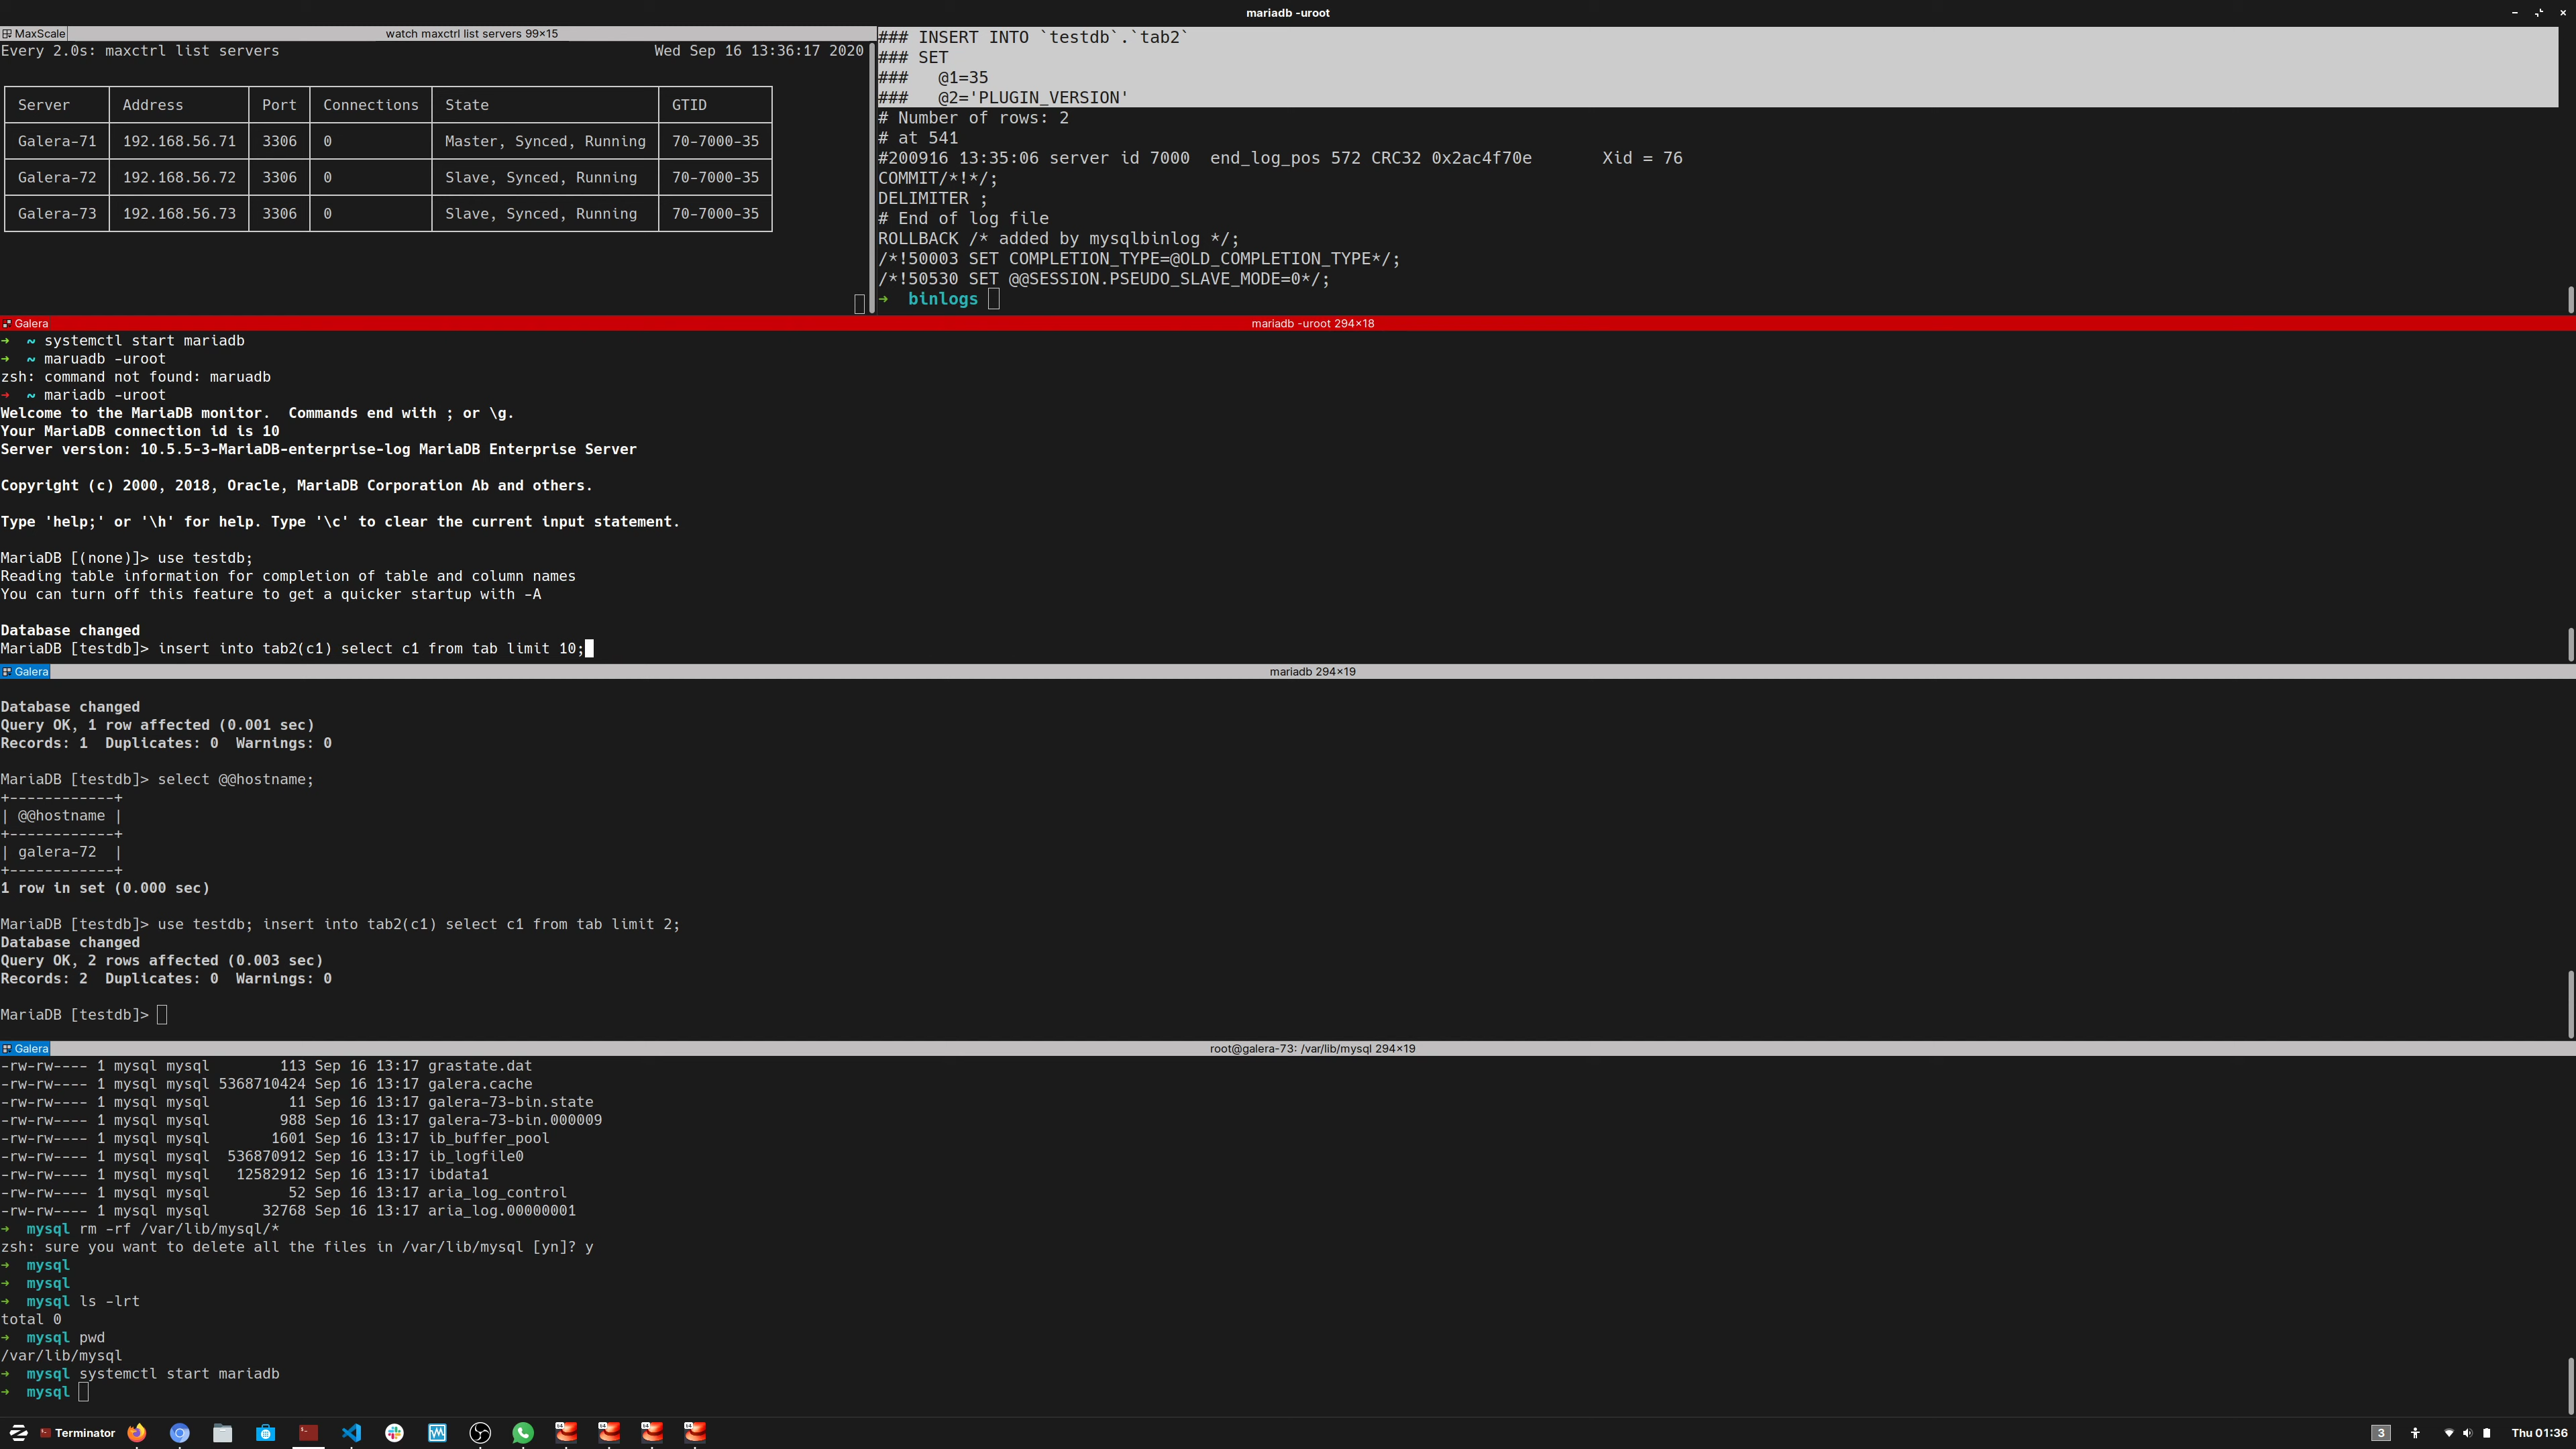 mariadb -uroot
MaxScale
watch maxctrl list servers 99×15
Every 2.0s: maxctrl list servers Wed Sep 16 13:36:17 2020
Server Address Port Connections State GTID
Galera-71 192.168.56.71 3306 0 Master, Synced, Running 70-7000-35
Galera-72 192.168.56.72 3306 0 Slave, Synced, Running 70-7000-35
Galera-73 192.168.56.73 3306 0 Slave, Synced, Running 70-7000-35
### INSERT INTO `testdb`.`tab2`
### SET
###   @1=35
###   @2='PLUGIN_VERSION'
# Number of rows: 2
# at 541
#200916 13:35:06 server id 7000  end_log_pos 572 CRC32 0x2ac4f70e       Xid = 76
COMMIT/*!*/;
DELIMITER ;
# End of log file
ROLLBACK /* added by mysqlbinlog */;
/*!50003 SET COMPLETION_TYPE=@OLD_COMPLETION_TYPE*/;
/*!50530 SET @@SESSION.PSEUDO_SLAVE_MODE=0*/;
➜  binlogs
Galera
mariadb -uroot 294×18
➜  ~ systemctl start mariadb
➜  ~ maruadb -uroot
zsh: command not found: maruadb
➜  ~ mariadb -uroot
Welcome to the MariaDB monitor.  Commands end with ; or \g.
Your MariaDB connection id is 10
Server version: 10.5.5-3-MariaDB-enterprise-log MariaDB Enterprise Server
Copyright (c) 2000, 2018, Oracle, MariaDB Corporation Ab and others.
Type 'help;' or '\h' for help. Type '\c' to clear the current input statement.
MariaDB [(none)]> use testdb;
Reading table information for completion of table and column names
You can turn off this feature to get a quicker startup with -A
Database changed
MariaDB [testdb]> insert into tab2(c1) select c1 from tab limit 10;
Galera
mariadb 294×19
Database changed
Query OK, 1 row affected (0.001 sec)
Records: 1  Duplicates: 0  Warnings: 0
MariaDB [testdb]> select @@hostname;
+------------+
| @@hostname |
+------------+
| galera-72  |
+------------+
1 row in set (0.000 sec)
MariaDB [testdb]> use testdb; insert into tab2(c1) select c1 from tab limit 2;
Database changed
Query OK, 2 rows affected (0.003 sec)
Records: 2  Duplicates: 0  Warnings: 0
MariaDB [testdb]>
Galera
root@galera-73: /var/lib/mysql 294×19
-rw-rw---- 1 mysql mysql        113 Sep 16 13:17 grastate.dat
-rw-rw---- 1 mysql mysql 5368710424 Sep 16 13:17 galera.cache
-rw-rw---- 1 mysql mysql         11 Sep 16 13:17 galera-73-bin.state
-rw-rw---- 1 mysql mysql        988 Sep 16 13:17 galera-73-bin.000009
-rw-rw---- 1 mysql mysql       1601 Sep 16 13:17 ib_buffer_pool
-rw-rw---- 1 mysql mysql  536870912 Sep 16 13:17 ib_logfile0
-rw-rw---- 1 mysql mysql   12582912 Sep 16 13:17 ibdata1
-rw-rw---- 1 mysql mysql         52 Sep 16 13:17 aria_log_control
-rw-rw---- 1 mysql mysql      32768 Sep 16 13:17 aria_log.00000001
➜  mysql rm -rf /var/lib/mysql/*
zsh: sure you want to delete all the files in /var/lib/mysql [yn]? y
➜  mysql
➜  mysql
➜  mysql ls -lrt
total 0
➜  mysql pwd
/var/lib/mysql
➜  mysql systemctl start mariadb
➜  mysql
Terminator
3
Thu 01:36